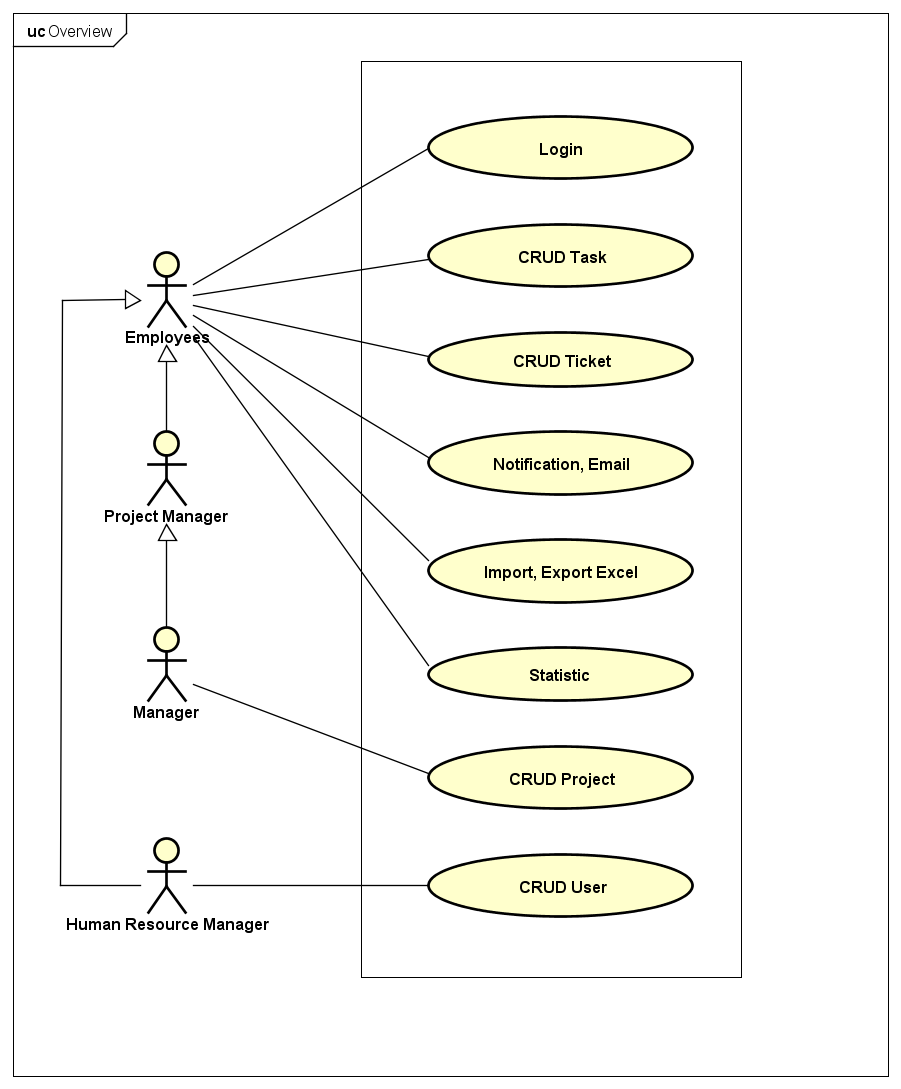 uc Overview
Login
CRUD Task
Employees
CRUD Ticket
Notification, Email
Project Manager
Import, Export Excel
Statistic
Manager
CRUD Project
CRUD User
Human Resource Manager